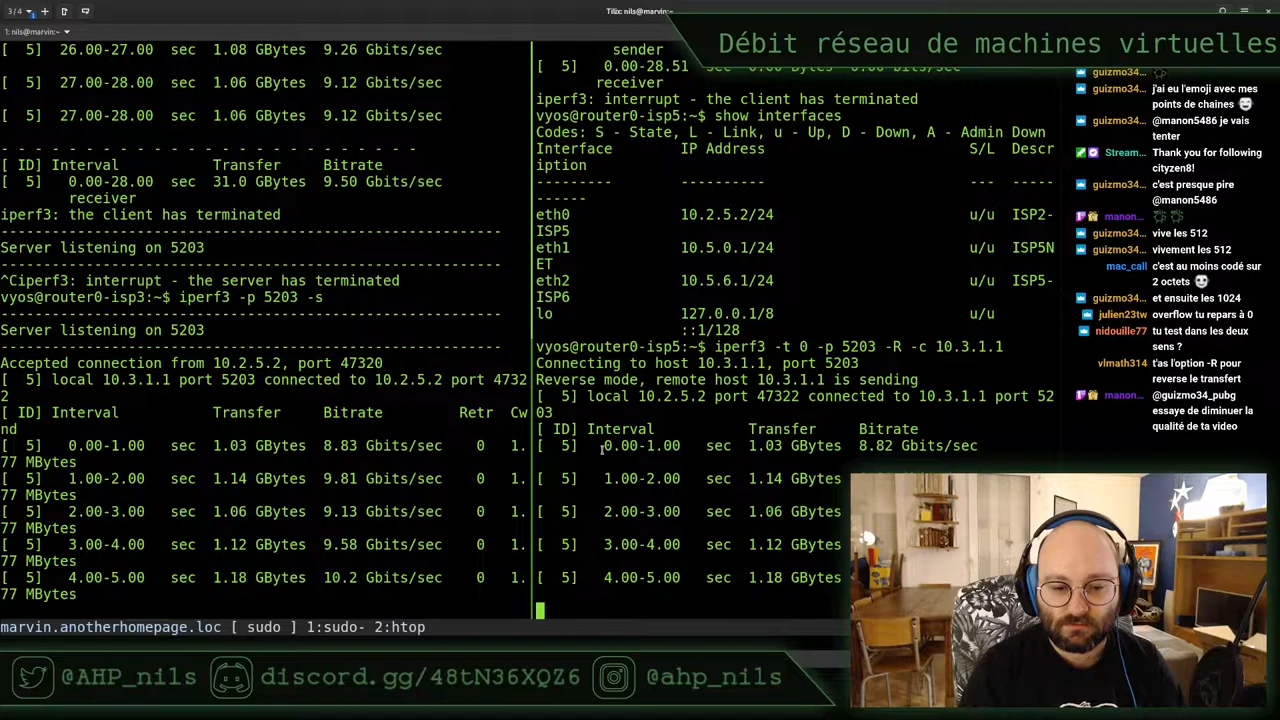 3/4
1
Tilix: nils@marvin:~
1: nils@marvin:~
Débit réseau de machines virtuelles
[  5]  26.00-27.00  sec  1.08 GBytes  9.26 Gbits/sec
[  5]  27.00-28.00  sec  1.06 GBytes  9.12 Gbits/sec
[  5]  27.00-28.00  sec  1.06 GBytes  9.12 Gbits/sec
- - - - - - - - - - - - - - - - - - - - - - - - -
[ ID] Interval           Transfer     Bitrate
[  5]   0.00-28.00  sec  31.0 GBytes  9.50 Gbits/sec
receiver
iperf3: the client has terminated
-----------------------------------------------------------
Server listening on 5203
-----------------------------------------------------------
^Ciperf3: interrupt - the server has terminated
vyos@router0-isp3:~$ iperf3 -p 5203 -s
-----------------------------------------------------------
Server listening on 5203
-----------------------------------------------------------
Accepted connection from 10.2.5.2, port 47320
[  5] local 10.3.1.1 port 5203 connected to 10.2.5.2 port 4732
2
[ ID] Interval           Transfer     Bitrate         Retr  Cw
nd
[  5]   0.00-1.00   sec  1.03 GBytes  8.83 Gbits/sec    0   1.
77 MBytes
[  5]   1.00-2.00   sec  1.14 GBytes  9.81 Gbits/sec    0   1.
77 MBytes
[  5]   2.00-3.00   sec  1.06 GBytes  9.13 Gbits/sec    0   1.
77 MBytes
[  5]   3.00-4.00   sec  1.12 GBytes  9.58 Gbits/sec    0   1.
77 MBytes
[  5]   4.00-5.00   sec  1.18 GBytes  10.2 Gbits/sec    0   1.
77 MBytes
sender
[  5]   0.00-28.51  sec  0.00 Bytes  0.00 bits/sec
receiver
iperf3: interrupt - the client has terminated
vyos@router0-isp5:~$ show interfaces
Codes: S - State, L - Link, u - Up, D - Down, A - Admin Down
Interface        IP Address                        S/L  Descr
iption
---------        ----------                        ---  -----
------
eth0             10.2.5.2/24                       u/u  ISP2-
ISP5
eth1             10.5.0.1/24                       u/u  ISP5N
ET
eth2             10.5.6.1/24                       u/u  ISP5-
ISP6
lo               127.0.0.1/8                       u/u
::1/128
vyos@router0-isp5:~$ iperf3 -t 0 -p 5203 -R -c 10.3.1.1
Connecting to host 10.3.1.1, port 5203
Reverse mode, remote host 10.3.1.1 is sending
[  5] local 10.2.5.2 port 47322 connected to 10.3.1.1 port 52
03
[ ID] Interval           Transfer     Bitrate
[  5]   0.00-1.00   sec  1.03 GBytes  8.82 Gbits/sec
[  5]   1.00-2.00   sec  1.14 GBytes
[  5]   2.00-3.00   sec  1.06 GBytes
[  5]   3.00-4.00   sec  1.12 GBytes
[  5]   4.00-5.00   sec  1.18 GBytes
marvin.anotherhomepage.loc [ sudo ] 1:sudo- 2:htop
guizmo34...
guizmo34... j'ai eu l'emoji avec mes
points de chaines
guizmo34... @manon5486 je vais
tenter
Stream... Thank you for following
cityzen8!
guizmo34... c'est presque pire
@manon5486
manon...
guizmo34... vive les 512
guizmo34... vivement les 512
mac_call c'est au moins codé sur
2 octets
guizmo34... et ensuite les 1024
julien23tw overflow tu repars à 0
nidouille77 tu test dans les deux
sens ?
vlmath314 t'as l'option -R pour
reverse le transfert
manon... @guizmo34_pubg
essaye de diminuer la
qualité de ta video
@AHP_nils
discord.gg/48tN36XQZ6
@ahp_nils